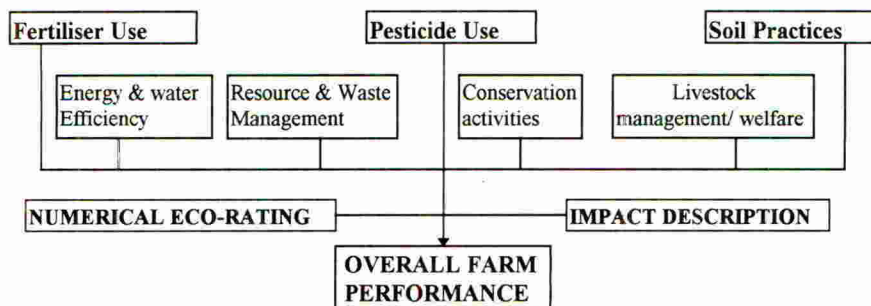 Fertiliser Use
Pesticide Use
Soil Practices
Energy & water
Efficiency
Resource & Waste
Management
Conservation
activities
Livestock
management/ welfare
NUMERICAL ECO-RATING
IMPACT DESCRIPTION
OVERALL FARM
PERFORMANCE